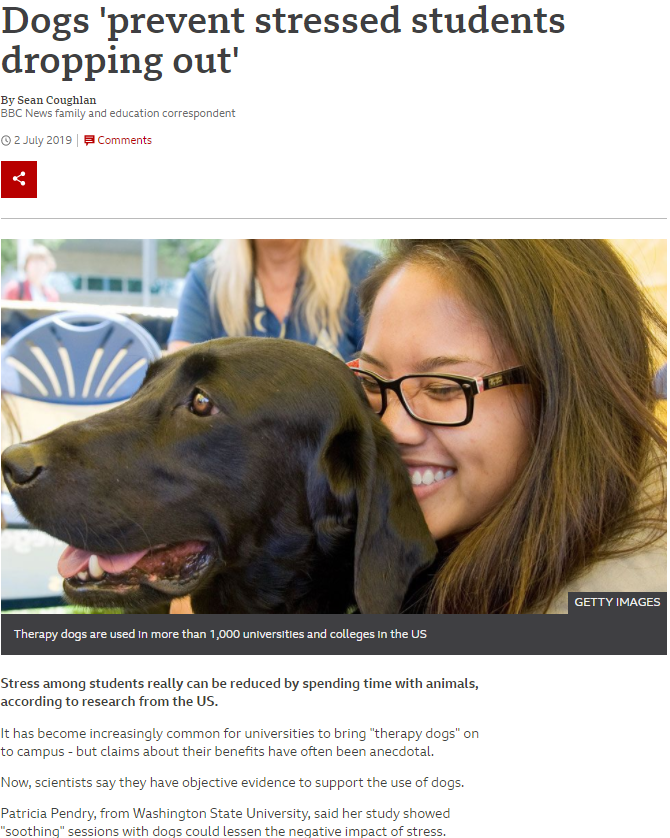 Dogs 'prevent stressed students
dropping out'
By Sean Coughlan
BBC News family and education correspondent
2 July 2019 | Comments
GETTY IMAGES
Therapy dogs are used in more than 1,000 universities and colleges in the US
Stress among students really can be reduced by spending time with animals,
according to research from the US.
It has become increasingly common for universities to bring "therapy dogs" on
to campus - but claims about their benefits have often been anecdotal.
Now, scientists say they have objective evidence to support the use of dogs.
Patricia Pendry, from Washington State University, said her study showed
"soothing" sessions with dogs could lessen the negative impact of stress.